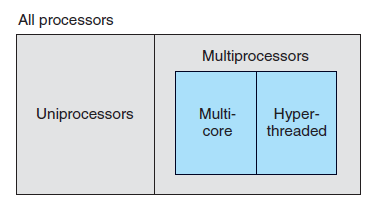 All processors
Multiprocessors
Uniprocessors
Multi-
core
Hyper-
threaded